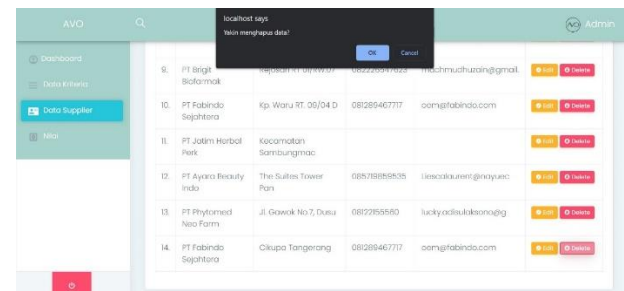 AVO
localhost says
Yakin menghapus data!
OK Cancel
Admin
Dashboard
Data Kriteria
Data Supplier
Nilai
9. PT Brigit Biofarmak 082226947623 Edit Delete
10. PT Fabindo Sejahtera Kp. Waru RT. 09/04 D 081289467717 oem@fabindo.com Edit Delete
11. PT Jatim Herbal Perk Kecamatan Sambungmac Edit Delete
12. PT Ayara Beauty Indo The Suites Tower Pan 085719859535 Edit Delete
13. PT Phytomed Neo Farm Jl. Gawok No.7, Dusu 08122155560 Edit Delete
14. PT Fabindo Sejahtera Cikupa Tangerang 081289467717 oem@fabindo.com Edit Delete